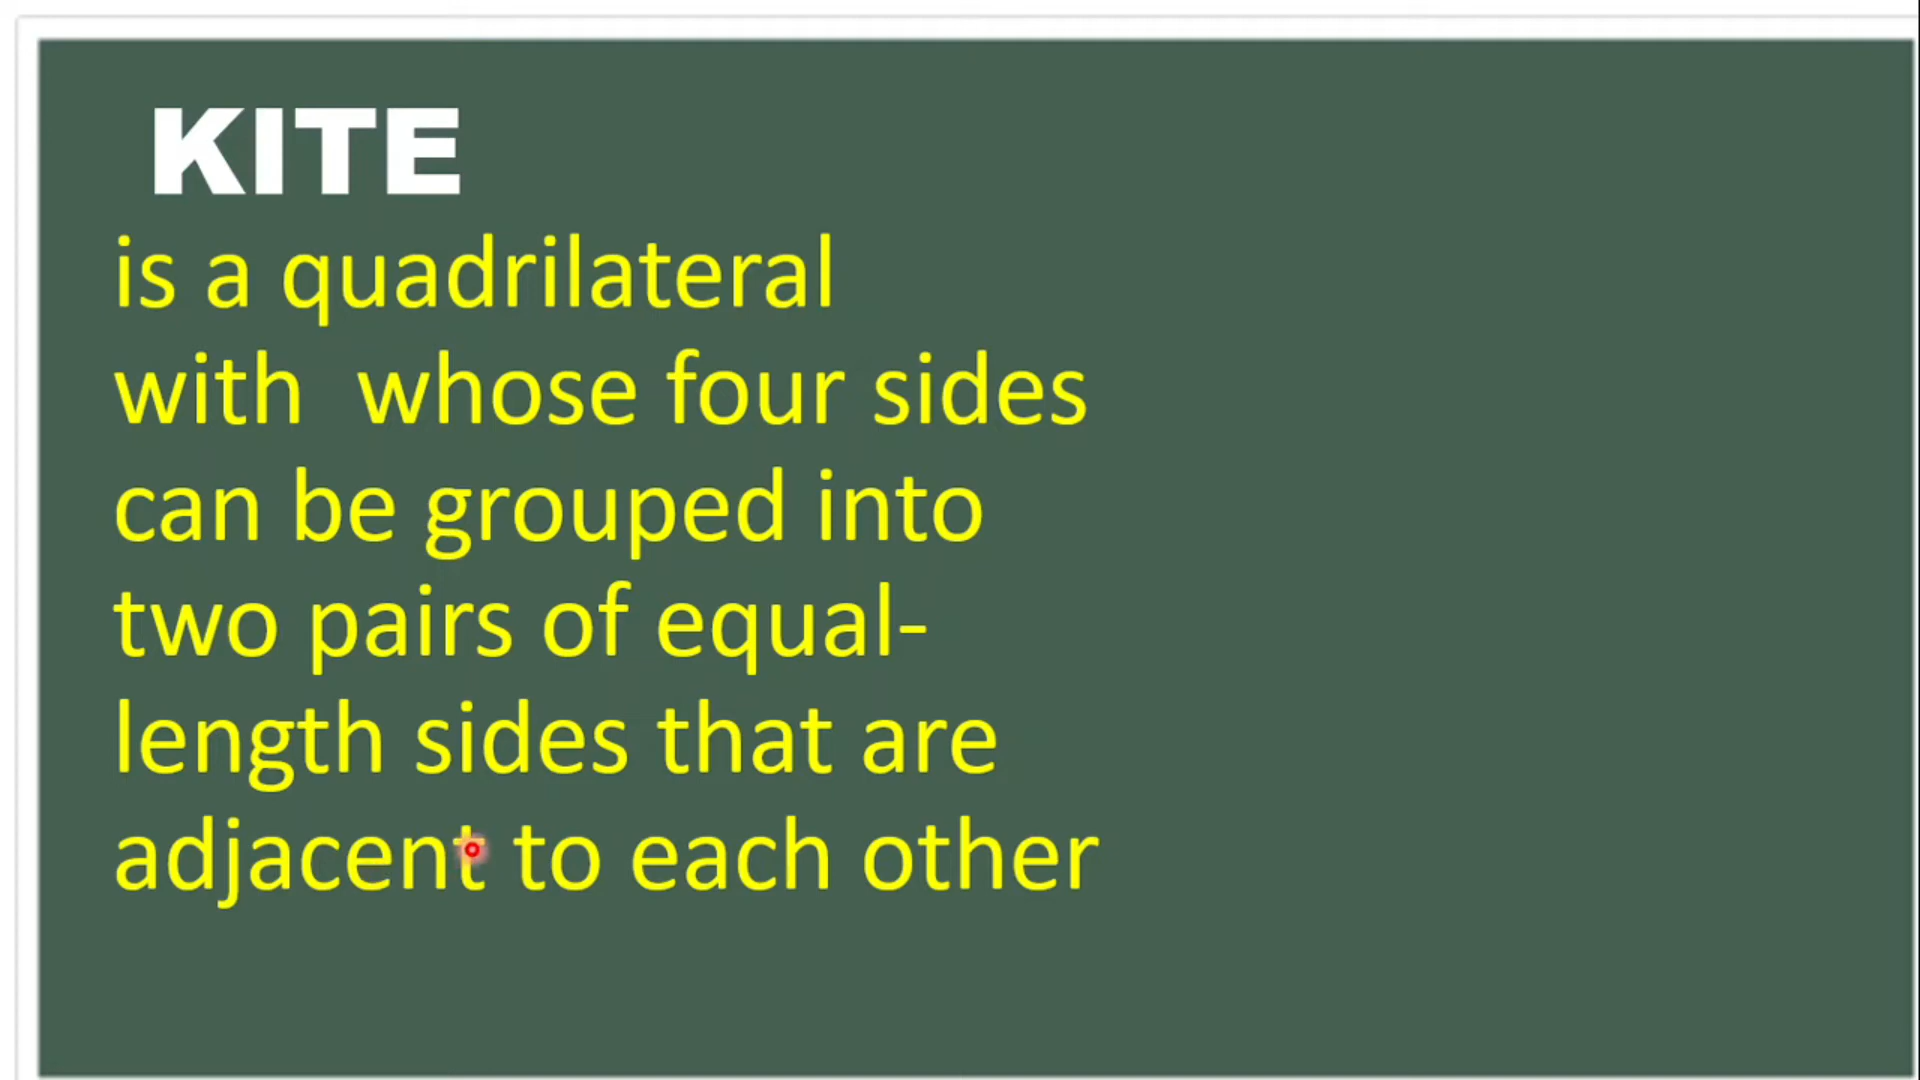 KITE
is a quadrilateral
with  whose four sides
can be grouped into
two pairs of equal-
length sides that are
adjacent to each other